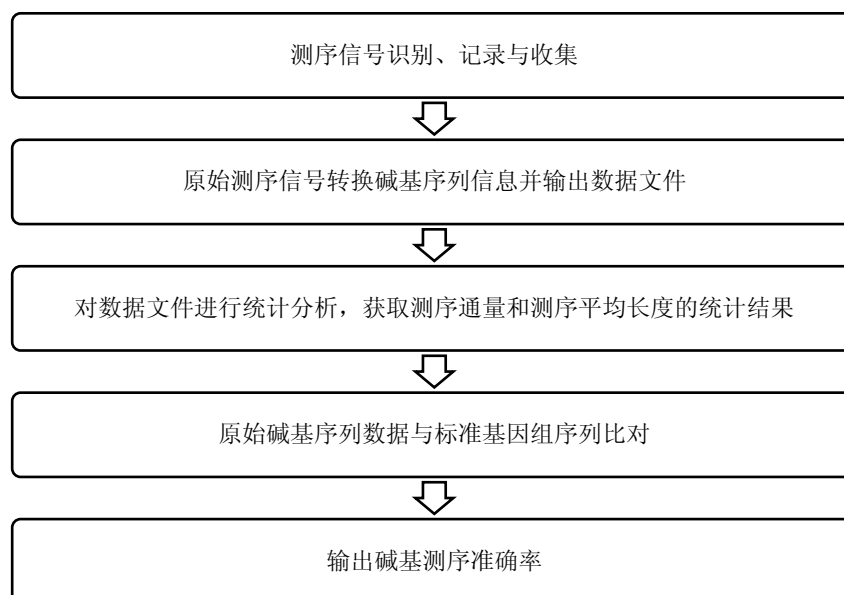 测序信号识别、记录与收集
原始测序信号转换碱基序列信息并输出数据文件
对数据文件进行统计分析，获取测序通量和测序平均长度的统计结果
原始碱基序列数据与标准基因组序列比对
输出碱基测序准确率